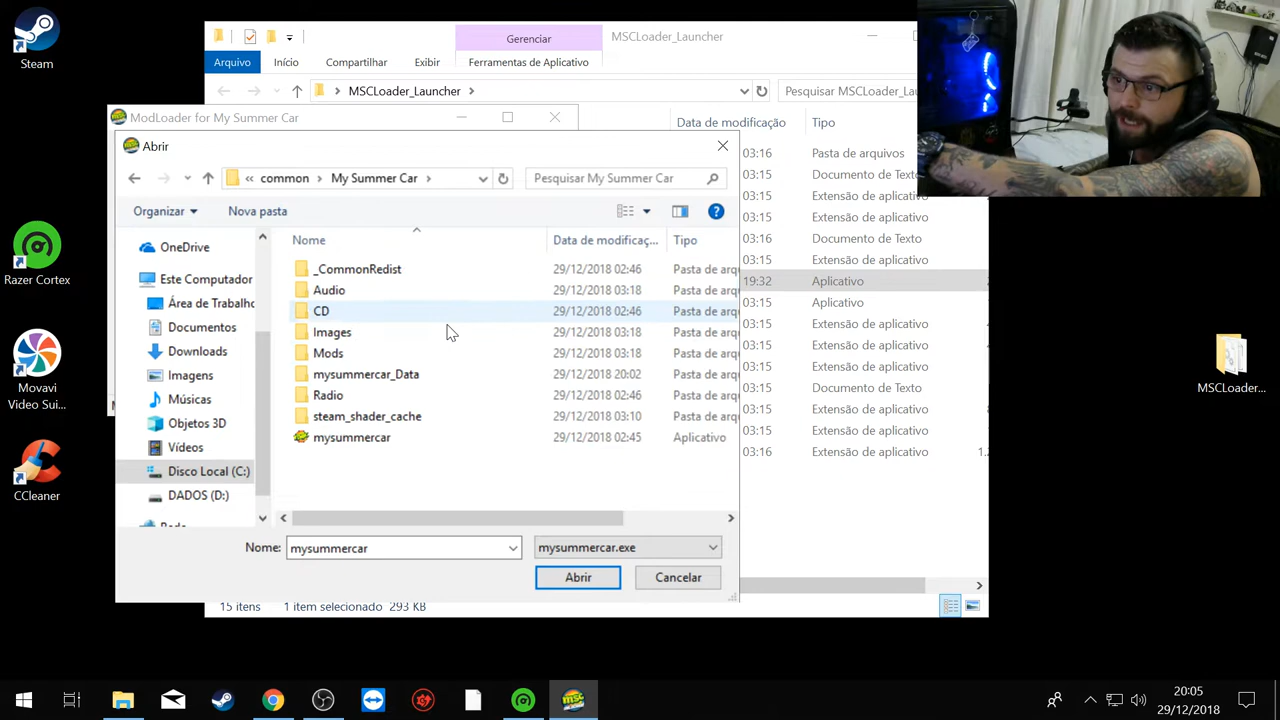 Steam
Razer Cortex
Movavi
Video Sui...
CCleaner
MSCLoader...
Gerenciar
MSCLoader_Launcher
Arquivo
Início
Compartilhar
Exibir
Ferramentas de Aplicativo
MSCLoader_Launcher
Pesquisar MSCLoader_Lau
Data de modificação
Tipo
03:16 Pasta de arquivos
03:15 Documento de Texto
03:15 Extensão de aplicativo
03:15 Extensão de aplicativo
03:16 Documento de Texto
03:15 Extensão de aplicativo
19:32 Aplicativo
03:15 Aplicativo
03:15 Extensão de aplicativo
03:15 Extensão de aplicativo
03:15 Extensão de aplicativo
03:15 Documento de Texto
03:15 Extensão de aplicativo
03:15 Extensão de aplicativo
03:16 Extensão de aplicativo 1.
15 itens 1 item selecionado 293 KB
ModLoader for My Summer Car
Abrir
« common My Summer Car
Pesquisar My Summer Car
Organizar
Nova pasta
OneDrive
Este Computador
Área de Trabalho
Documentos
Downloads
Imagens
Músicas
Objetos 3D
Vídeos
Disco Local (C:)
DADOS (D:)
Nome Data de modificaç... Tipo
_CommonRedist 29/12/2018 02:46 Pasta de arq
Audio 29/12/2018 03:18 Pasta de arq
CD 29/12/2018 02:46 Pasta de arq
Images 29/12/2018 03:18 Pasta de arq
Mods 29/12/2018 03:18 Pasta de arq
mysummercar_Data 29/12/2018 20:02 Pasta de arq
Radio 29/12/2018 02:46 Pasta de arq
steam_shader_cache 29/12/2018 03:10 Pasta de arq
mysummercar 29/12/2018 02:45 Aplicativo
Nome: mysummercar
mysummercar.exe
Abrir
Cancelar
20:05
29/12/2018